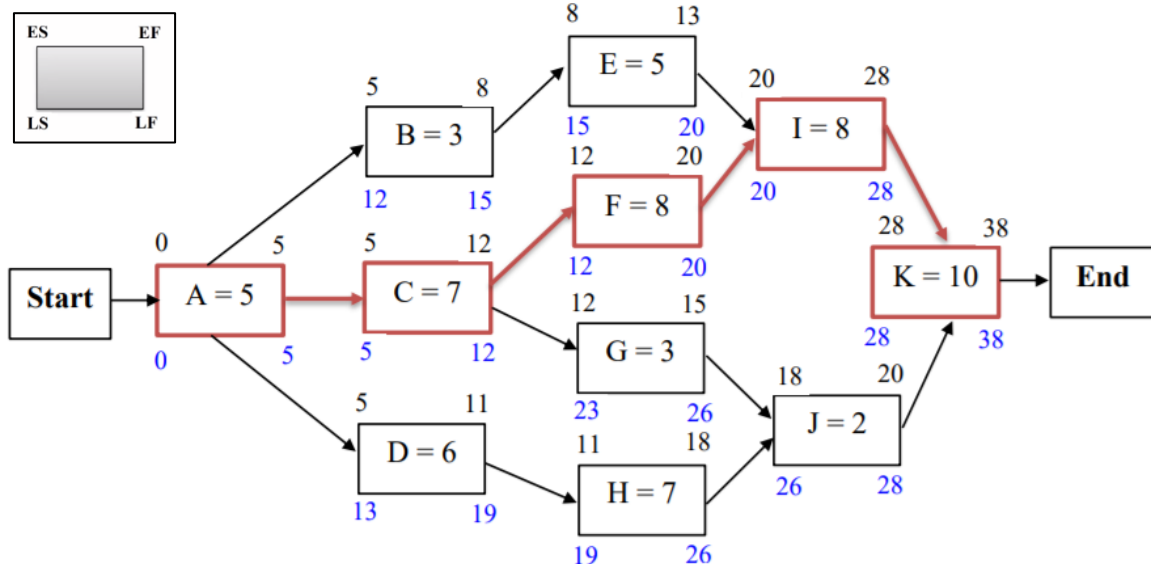 ES EF
LS LF
8 13
E = 5
15 20
5 8
B = 3
12 15
20 28
I = 8
20 28
12 20
F = 8
12 20
0 5
A = 5
0 5
Start
5 12
C = 7
5 12
28 38
K = 10
28 38
End
12 15
G = 3
23 26
18 20
J = 2
26 28
5 11
D = 6
13 19
11 18
H = 7
19 26